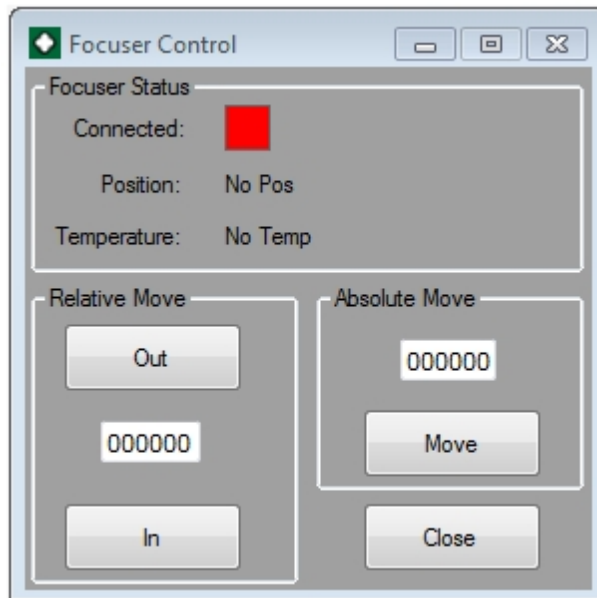 Focuser Control
Focuser Status
Connected:
Position: No Pos
Temperature: No Temp
Relative Move
Out
000000
In
Absolute Move
000000
Move
Close